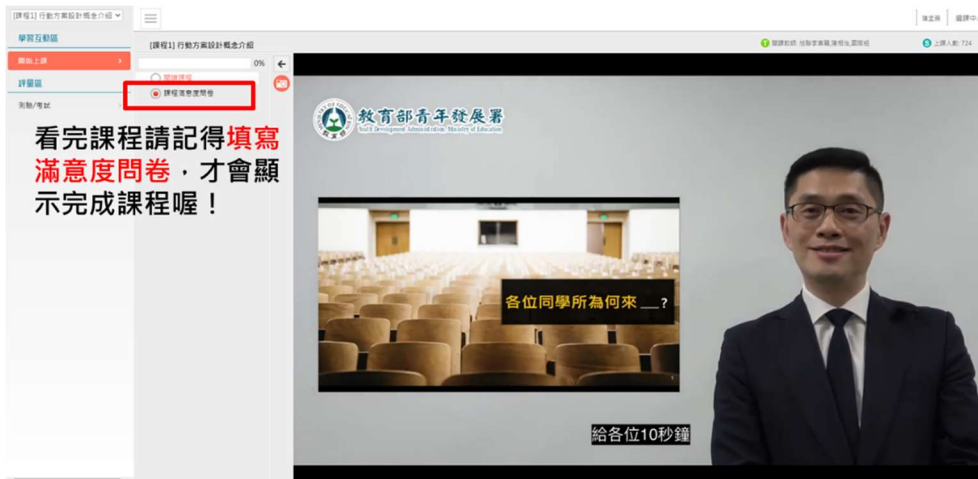 [課程1] 行動方案設計概念介紹
學習互動區
開始上課
評量區
測驗/考試
[課程1] 行動方案設計概念介紹
0%
閱讀課程
課程滿意度問卷
看完課程請記得填寫
滿意度問卷，才會顯
示完成課程喔！
上課人數: 724
教育部青年發展署
Youth Development Administration, Ministry of Education
各位同學所為何來__?
給各位10秒鐘